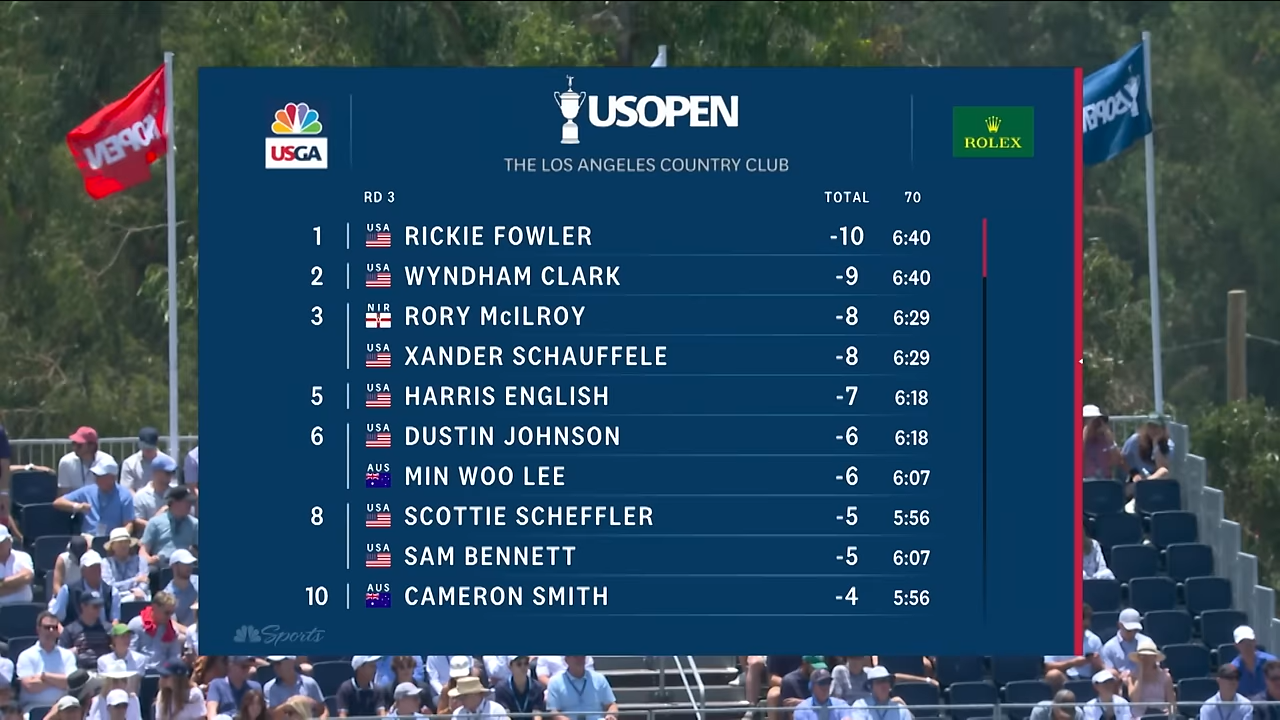 USOPEN
USOPEN
USGA
USOPEN
ROLEX
THE LOS ANGELES COUNTRY CLUB
RD 3 TOTAL 70
1 USA RICKIE FOWLER -10 6:40
2 USA WYNDHAM CLARK -9 6:40
3 NIR RORY McILROY -8 6:29
USA XANDER SCHAUFFELE -8 6:29
5 USA HARRIS ENGLISH -7 6:18
6 USA DUSTIN JOHNSON -6 6:18
AUS MIN WOO LEE -6 6:07
8 USA SCOTTIE SCHEFFLER -5 5:56
USA SAM BENNETT -5 6:07
10 AUS CAMERON SMITH -4 5:56
Sports